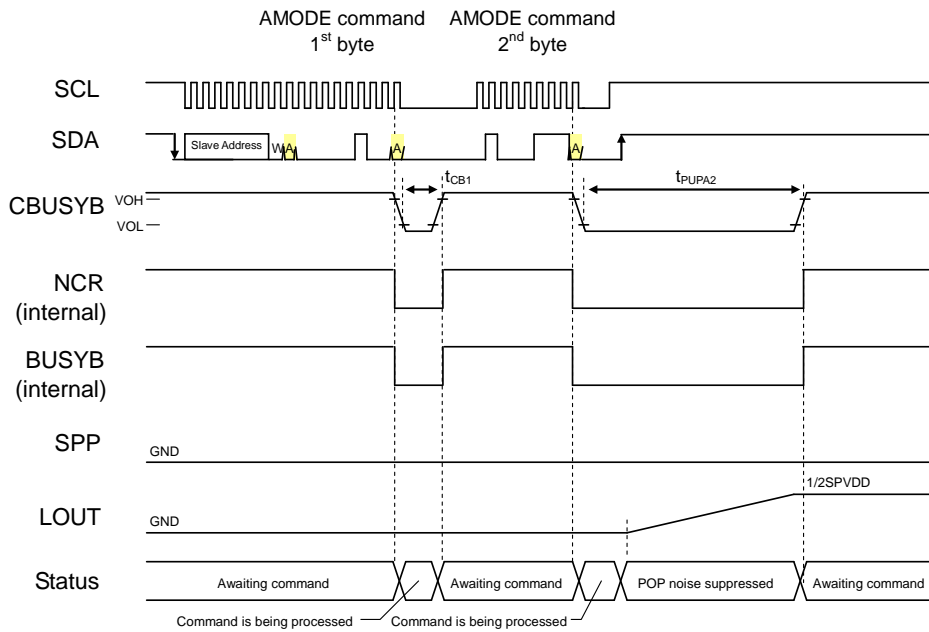 AMODE command
1st byte
AMODE command
2nd byte
SCL
SDA
Slave Address
W
A
A
A
tCB1
tPUPA2
CBUSYB
VOH
VOL
NCR
(internal)
BUSYB
(internal)
SPP
GND
1/2SPVDD
LOUT
GND
Status
Awaiting command
Awaiting command
POP noise suppressed
Awaiting command
Command is being processed
Command is being processed